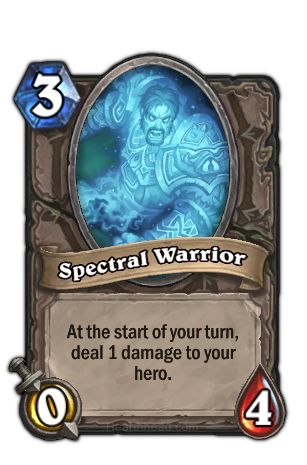 3
Spectral Warrior
At the start of your turn,
deal 1 damage to your
hero.
0
4